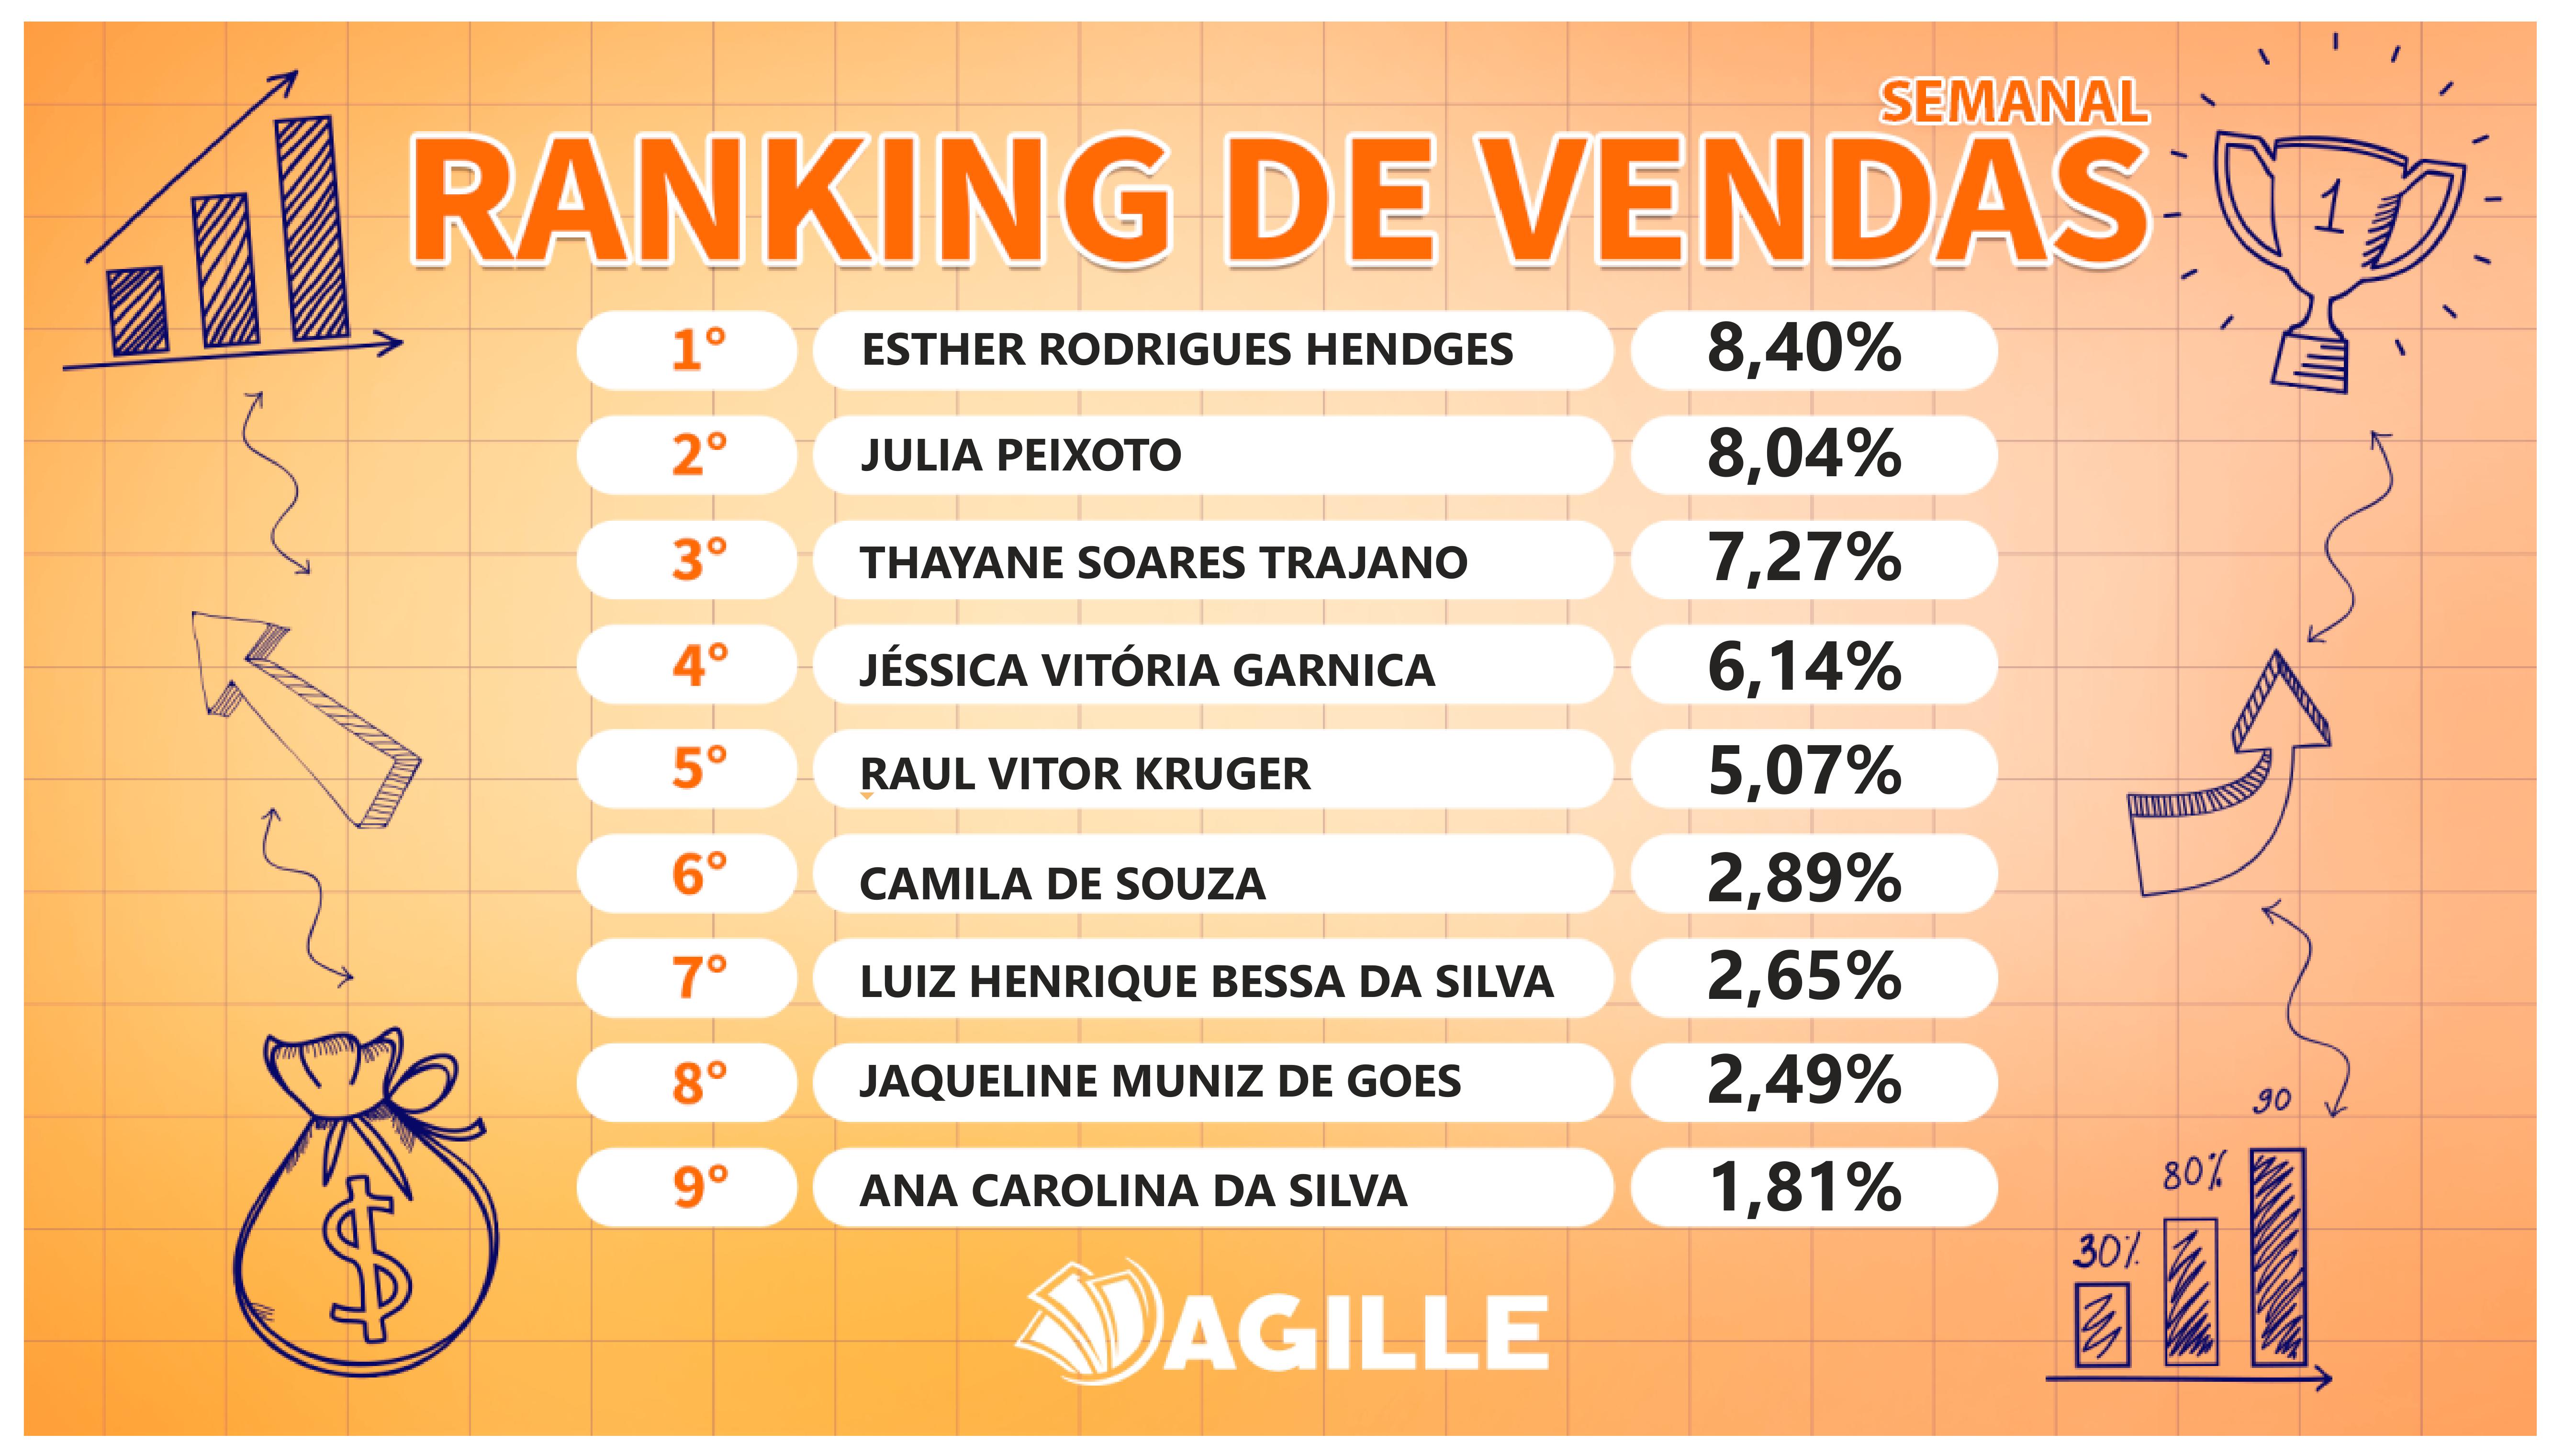 SEMANAL
RANKING DE VENDAS
1
1° ESTHER RODRIGUES HENDGES 8,40%
2° JULIA PEIXOTO 8,04%
3° THAYANE SOARES TRAJANO 7,27%
4° JÉSSICA VITÓRIA GARNICA 6,14%
5° RAUL VITOR KRUGER 5,07%
6° CAMILA DE SOUZA 2,89%
7° LUIZ HENRIQUE BESSA DA SILVA 2,65%
8° JAQUELINE MUNIZ DE GOES 2,49%
9° ANA CAROLINA DA SILVA 1,81%
$
90
80%
30%
AGILLE